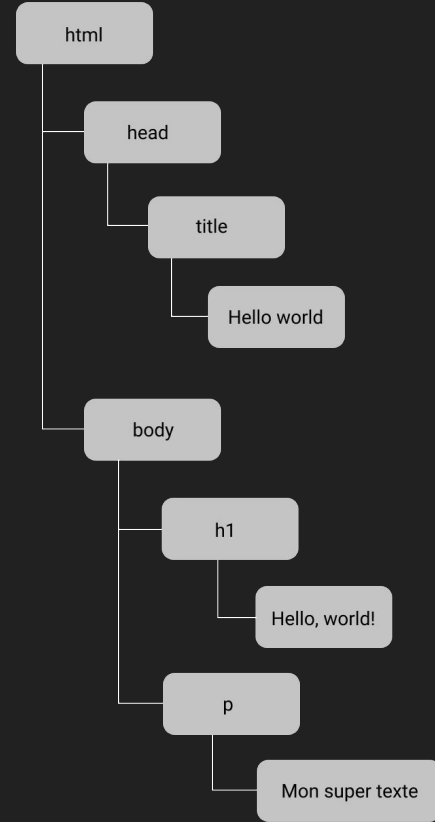 html
head
title
Hello world
body
h1
Hello, world!
p
Mon super texte